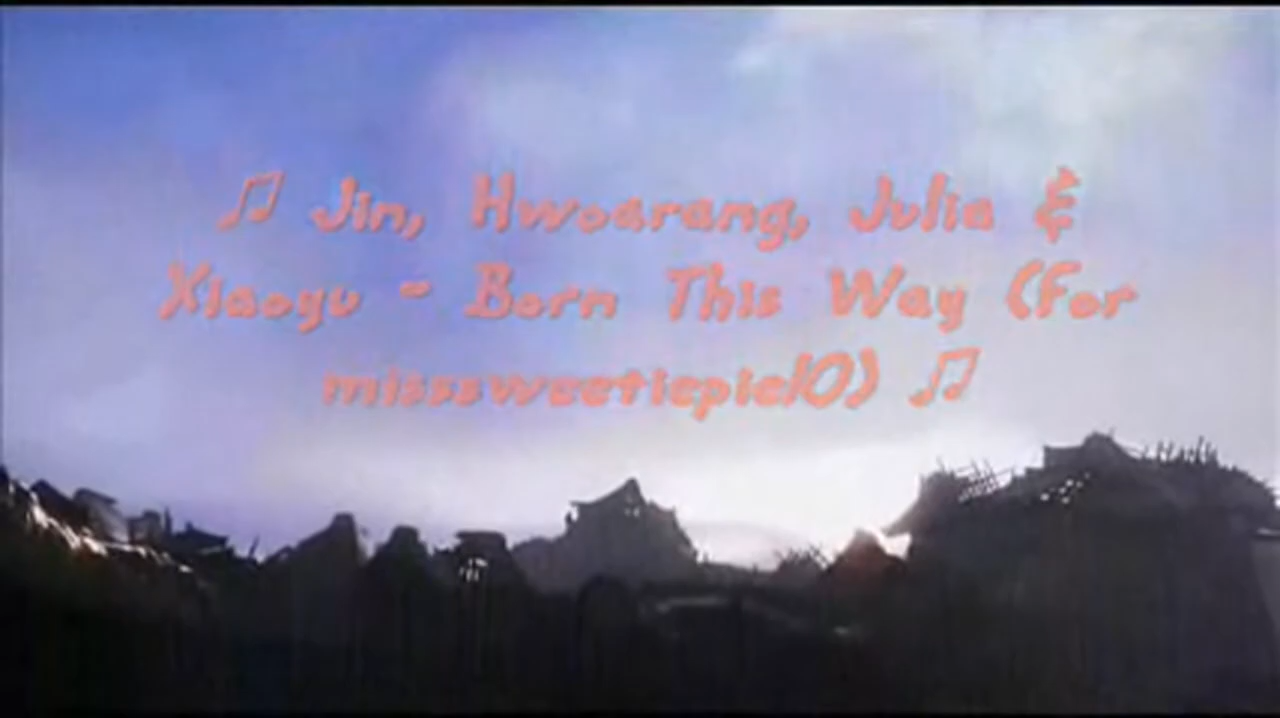 ♫ Jin, Hwoarang, Julia &
Xiaoyu - Born This Way (For
misssweetiepie10) ♫